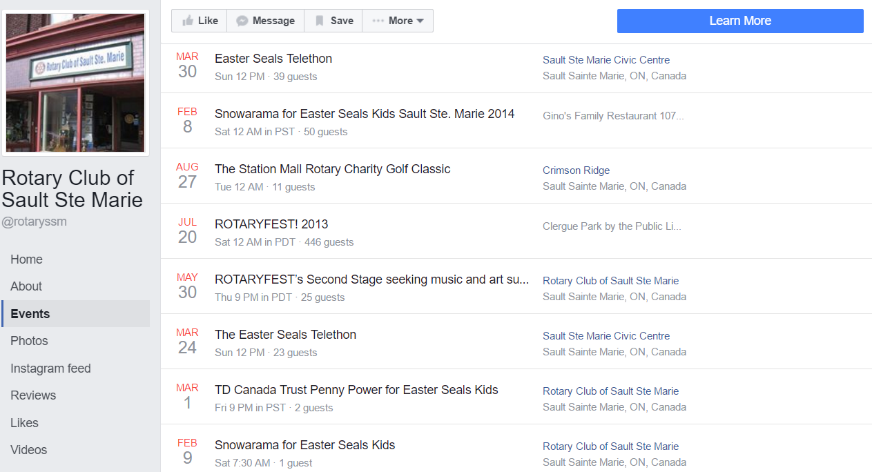 Rotary Club of Sault Ste. Marie
Rotary Club of
Sault Ste Marie
@rotaryssm
Home
About
Events
Photos
Instagram feed
Reviews
Likes
Videos
Like
Message
Save
More
Learn More
MAR
30
Easter Seals Telethon
Sun 12 PM · 39 guests
Sault Ste Marie Civic Centre
Sault Sainte Marie, ON, Canada
FEB
8
Snowarama for Easter Seals Kids Sault Ste. Marie 2014
Sat 12 AM in PST · 50 guests
Gino's Family Restaurant 107...
AUG
27
The Station Mall Rotary Charity Golf Classic
Tue 12 AM · 11 guests
Crimson Ridge
Sault Sainte Marie, ON, Canada
JUL
20
ROTARYFEST! 2013
Sat 12 AM in PDT · 446 guests
Clergue Park by the Public Li...
MAY
30
ROTARYFEST's Second Stage seeking music and art su...
Thu 9 PM in PDT · 25 guests
Rotary Club of Sault Ste Marie
Sault Sainte Marie, ON, Canada
MAR
24
The Easter Seals Telethon
Sun 12 PM · 23 guests
Sault Ste Marie Civic Centre
Sault Sainte Marie, ON, Canada
MAR
1
TD Canada Trust Penny Power for Easter Seals Kids
Fri 9 PM in PST · 2 guests
Rotary Club of Sault Ste Marie
Sault Sainte Marie, ON, Canada
FEB
9
Snowarama for Easter Seals Kids
Sat 7:30 AM · 1 guest
Rotary Club of Sault Ste Marie
Sault Sainte Marie, ON, Canada